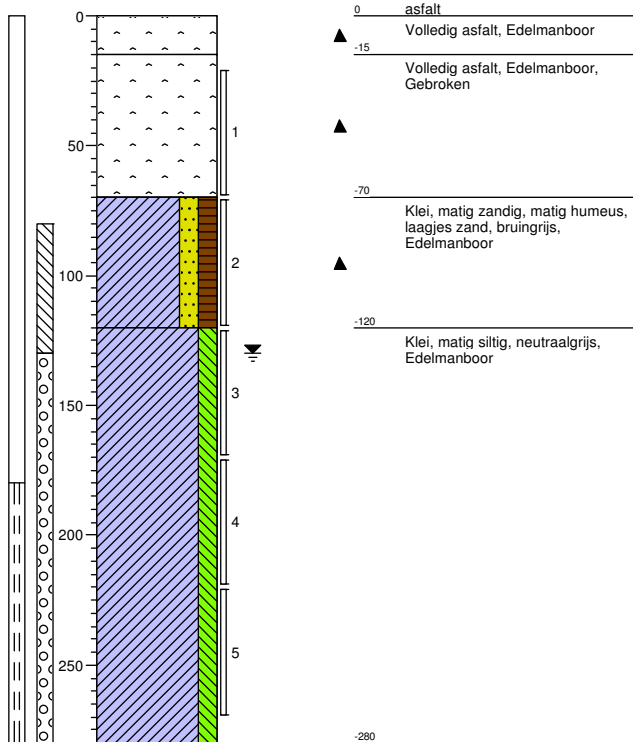 0
50
100
150
200
250
1
2
3
4
5
0
asfalt
Volledig asfalt, Edelmanboor
-15
Volledig asfalt, Edelmanboor,
Gebroken
-70
Klei, matig zandig, matig humeus,
laagjes zand, bruingrijs,
Edelmanboor
-120
Klei, matig siltig, neutraalgrijs,
Edelmanboor
-280